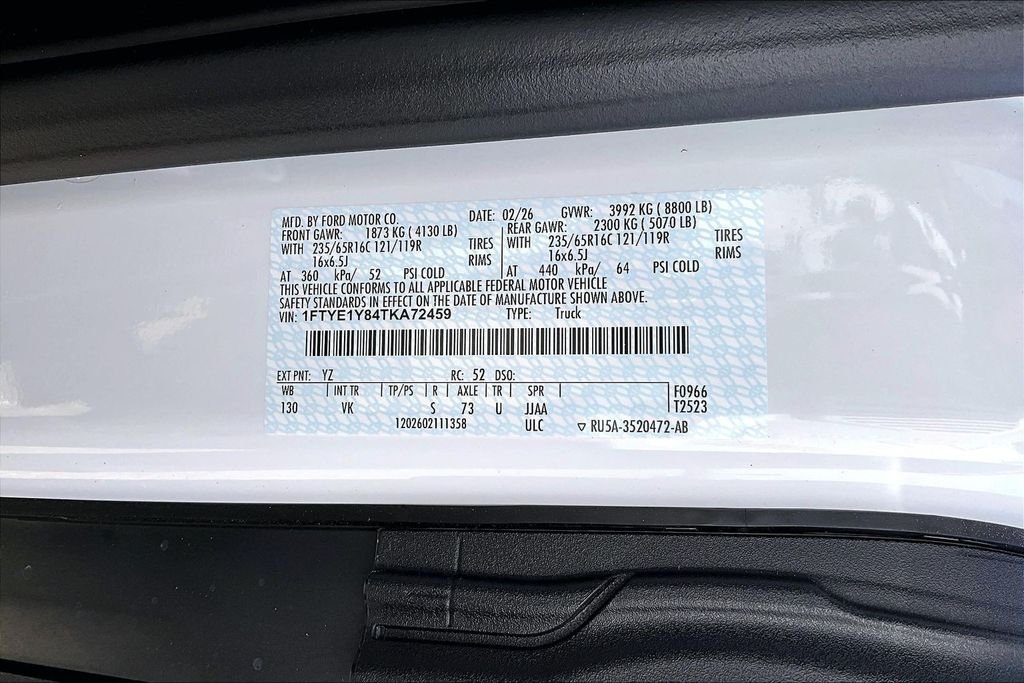 MFD. BY FORD MOTOR CO. DATE: 02/26 GVWR: 3992 KG ( 8800 LB)
FRONT GAWR: 1873 KG ( 4130 LB) REAR GAWR: 2300 KG ( 5070 LB)
WITH 235/65R16C 121/119R TIRES WITH 235/65R16C 121/119R TIRES
16x6.5J RIMS 16x6.5J RIMS
AT 360 kPa/ 52 PSI COLD AT 440 kPa/ 64 PSI COLD
THIS VEHICLE CONFORMS TO ALL APPLICABLE FEDERAL MOTOR VEHICLE
SAFETY STANDARDS IN EFFECT ON THE DATE OF MANUFACTURE SHOWN ABOVE.
VIN: 1FTYE1Y84TKA72459 TYPE: Truck
EXT PNT: YZ RC: 52 DSO:
WB INT TR TP/PS R AXLE TR SPR F0966
130 VK S 73 U JJAA T2523
1202602111358 ULC ▽ RU5A-3520472-AB